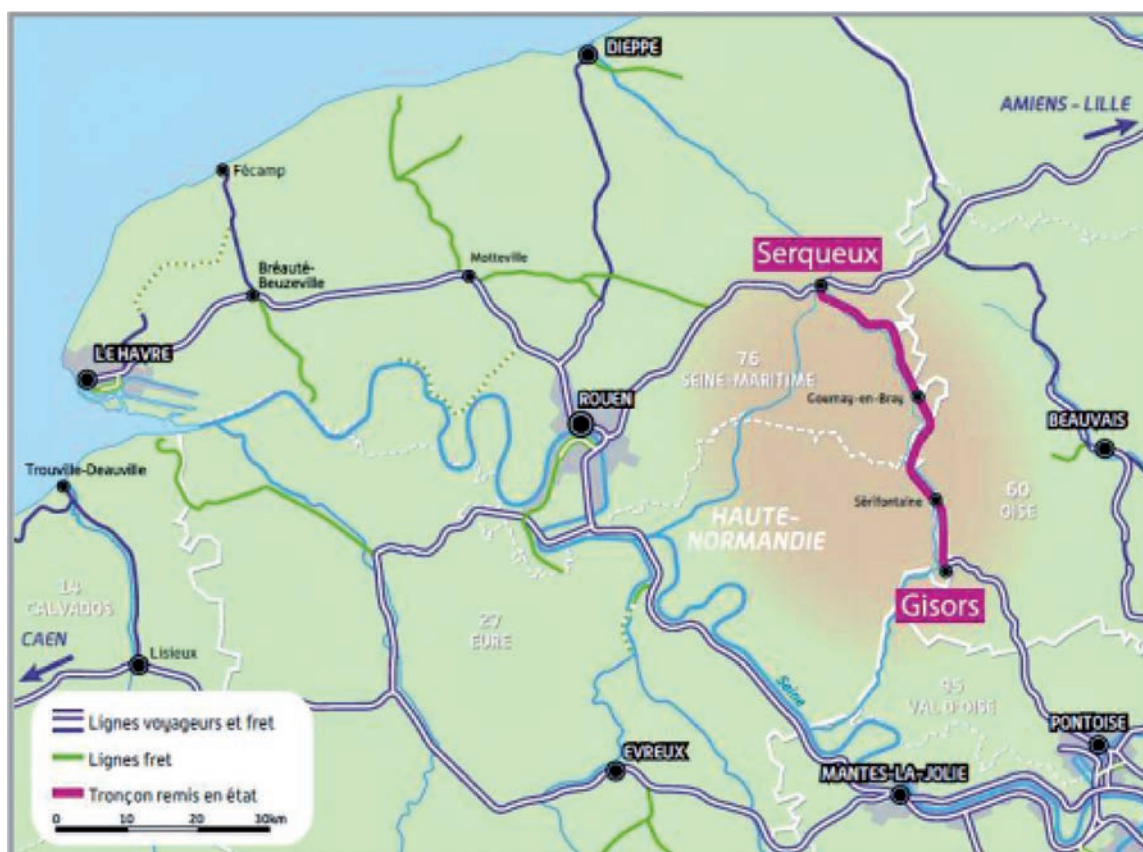 DIEPPE
AMIENS - LILLE
Fécamp
Serqueux
Motteville
Bréauté-
Beuzeville
LE HAVRE
76
SEINE-MARITIME
Gournay-en-Bray
ROUEN
BEAUVAIS
Trouville-Deauville
Sérifontaine
60
OISE
HAUTE-
NORMANDIE
14
CALVADOS
Gisors
27
EURE
CAEN
Lisieux
Seine
95
VAL D'OISE
PONTOISE
EVREUX
MANTES-LA-JOLIE
Lignes voyageurs et fret
Lignes fret
Tronçon remis en état
0 10 20 30km